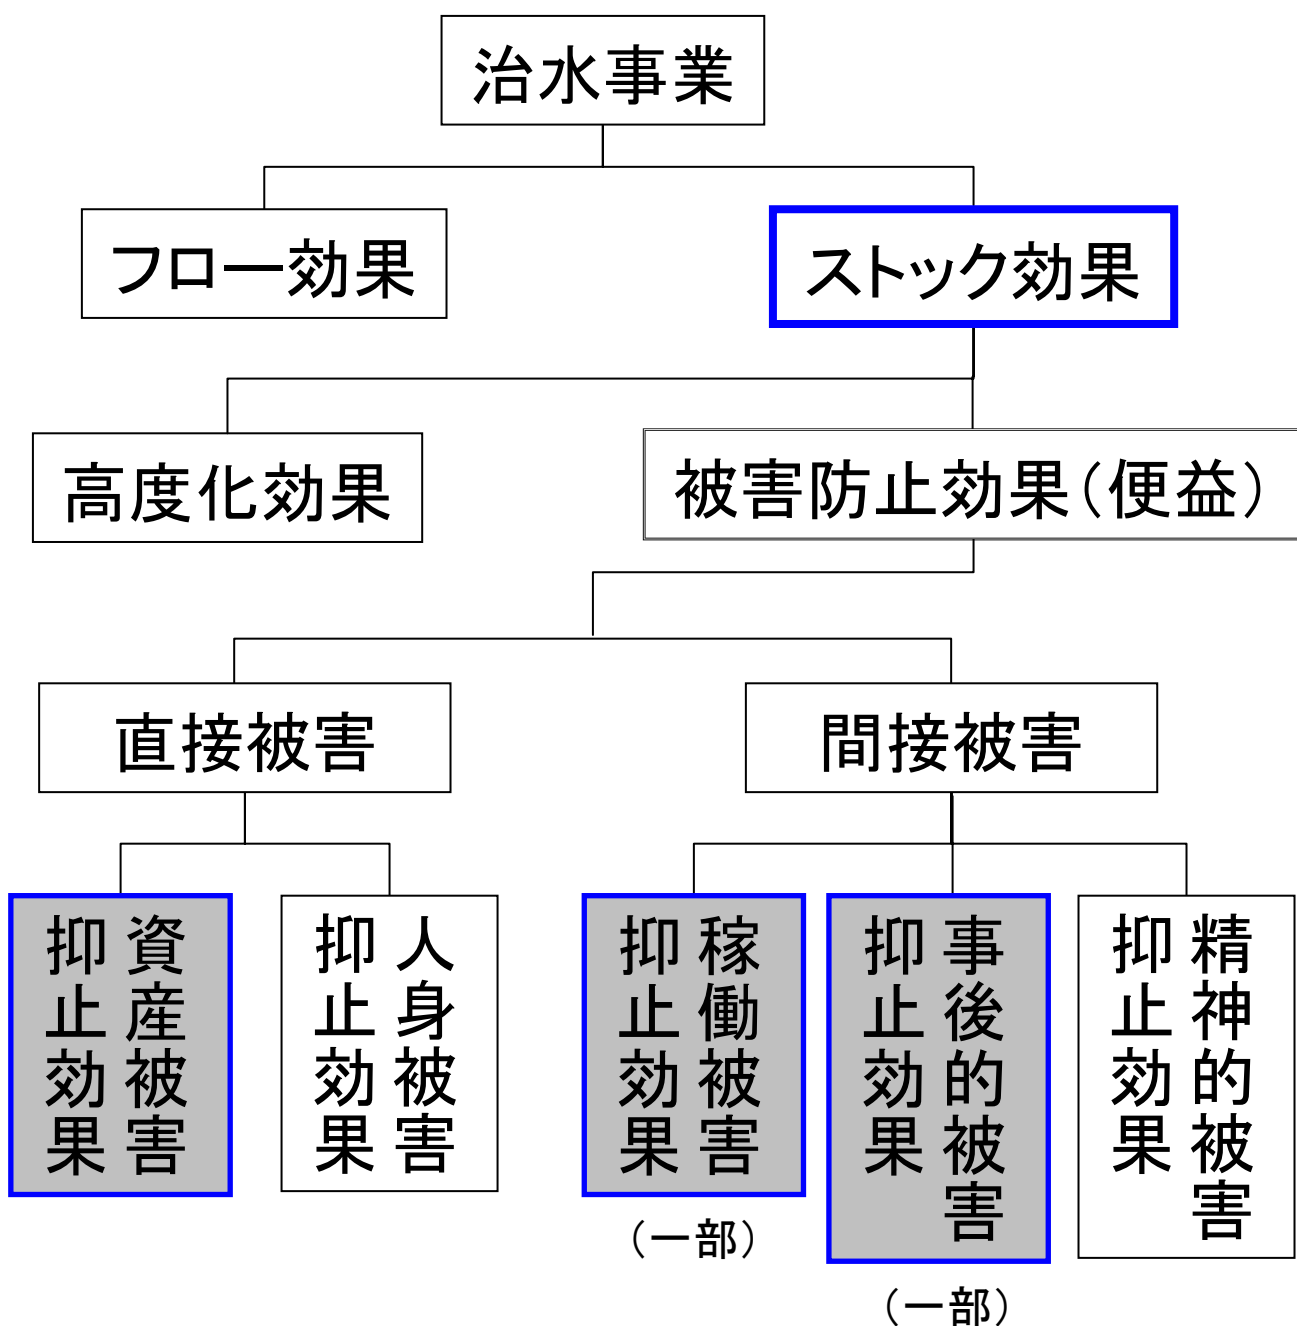 治水事業
フロー効果
ストック効果
高度化効果
被害防止効果（便益）
直接被害
間接被害
資産被害
抑止効果
人身被害
抑止効果
稼働被害
抑止効果
（一部）
事後的被害
抑止効果
（一部）
精神的被害
抑止効果